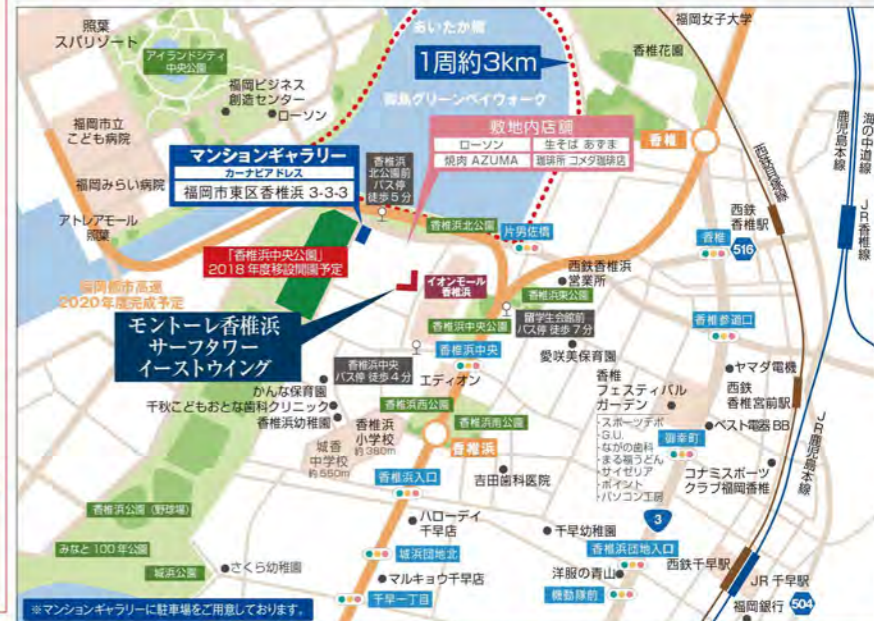 照葉
スパリゾート
アイランドシティ
中央公園
あいたか橋
1周約3km
御島グリーンベイウォーク
福岡女子大学
香椎花園
鹿児島本線
海の中道線
福岡ビジネス
創造センター
ローソン
福岡市立
こども病院
福岡みらい病院
アトレアモール
照葉
マンションギャラリー
カーナビアドレス
福岡市東区香椎浜 3-3-3
香椎浜
北公園前
バス停
徒歩5分
敷地内店舗
ローソン
生そば あずま
焼肉 AZUMA
珈琲所 コメダ珈琲店
香椎
西鉄貝塚線
JR香椎線
西鉄
香椎駅
香椎
516
香椎浜北公園
片男佐橋
「香椎浜中央公園」
2018年度移設開園予定
福岡都市高速
2020年度完成予定
イオンモール
香椎浜
西鉄香椎浜
営業所
香椎浜東公園
モントーレ香椎浜
サーフタワー
イーストウイング
香椎浜中央公園
留学生会館前
バス停 徒歩7分
香椎参道口
香椎浜中央
愛咲美保育園
香椎浜中央
バス停 徒歩4分
エディオン
ヤマダ電機
かんな保育園
千秋こどもおとな歯科クリニック
香椎浜幼稚園
香椎
フェスティバル
ガーデン
西鉄
香椎宮前駅
香椎浜西公園
香椎浜南公園
香椎浜
小学校
約380m
城香
中学校
約550m
香椎浜
・スポーツデポ
・G.U.
・ながの歯科
・まる福うどん
・サイゼリア
・ポイント
・パソコン工房
ベスト電器 BB
御幸町
JR鹿児島本線
香椎浜入口
吉田歯科医院
コナミスポーツ
クラブ福岡香椎
香椎浜公園（野球場）
ハローデイ
千早店
3
千早幼稚園
みなと100年公園
城浜団地北
香椎浜団地入口
城浜公園
さくら幼稚園
マルキョウ千早店
洋服の青山
西鉄千早駅
JR 千早駅
千早一丁目
機動隊前
福岡銀行
504
※マンションギャラリーに駐車場をご用意しております。